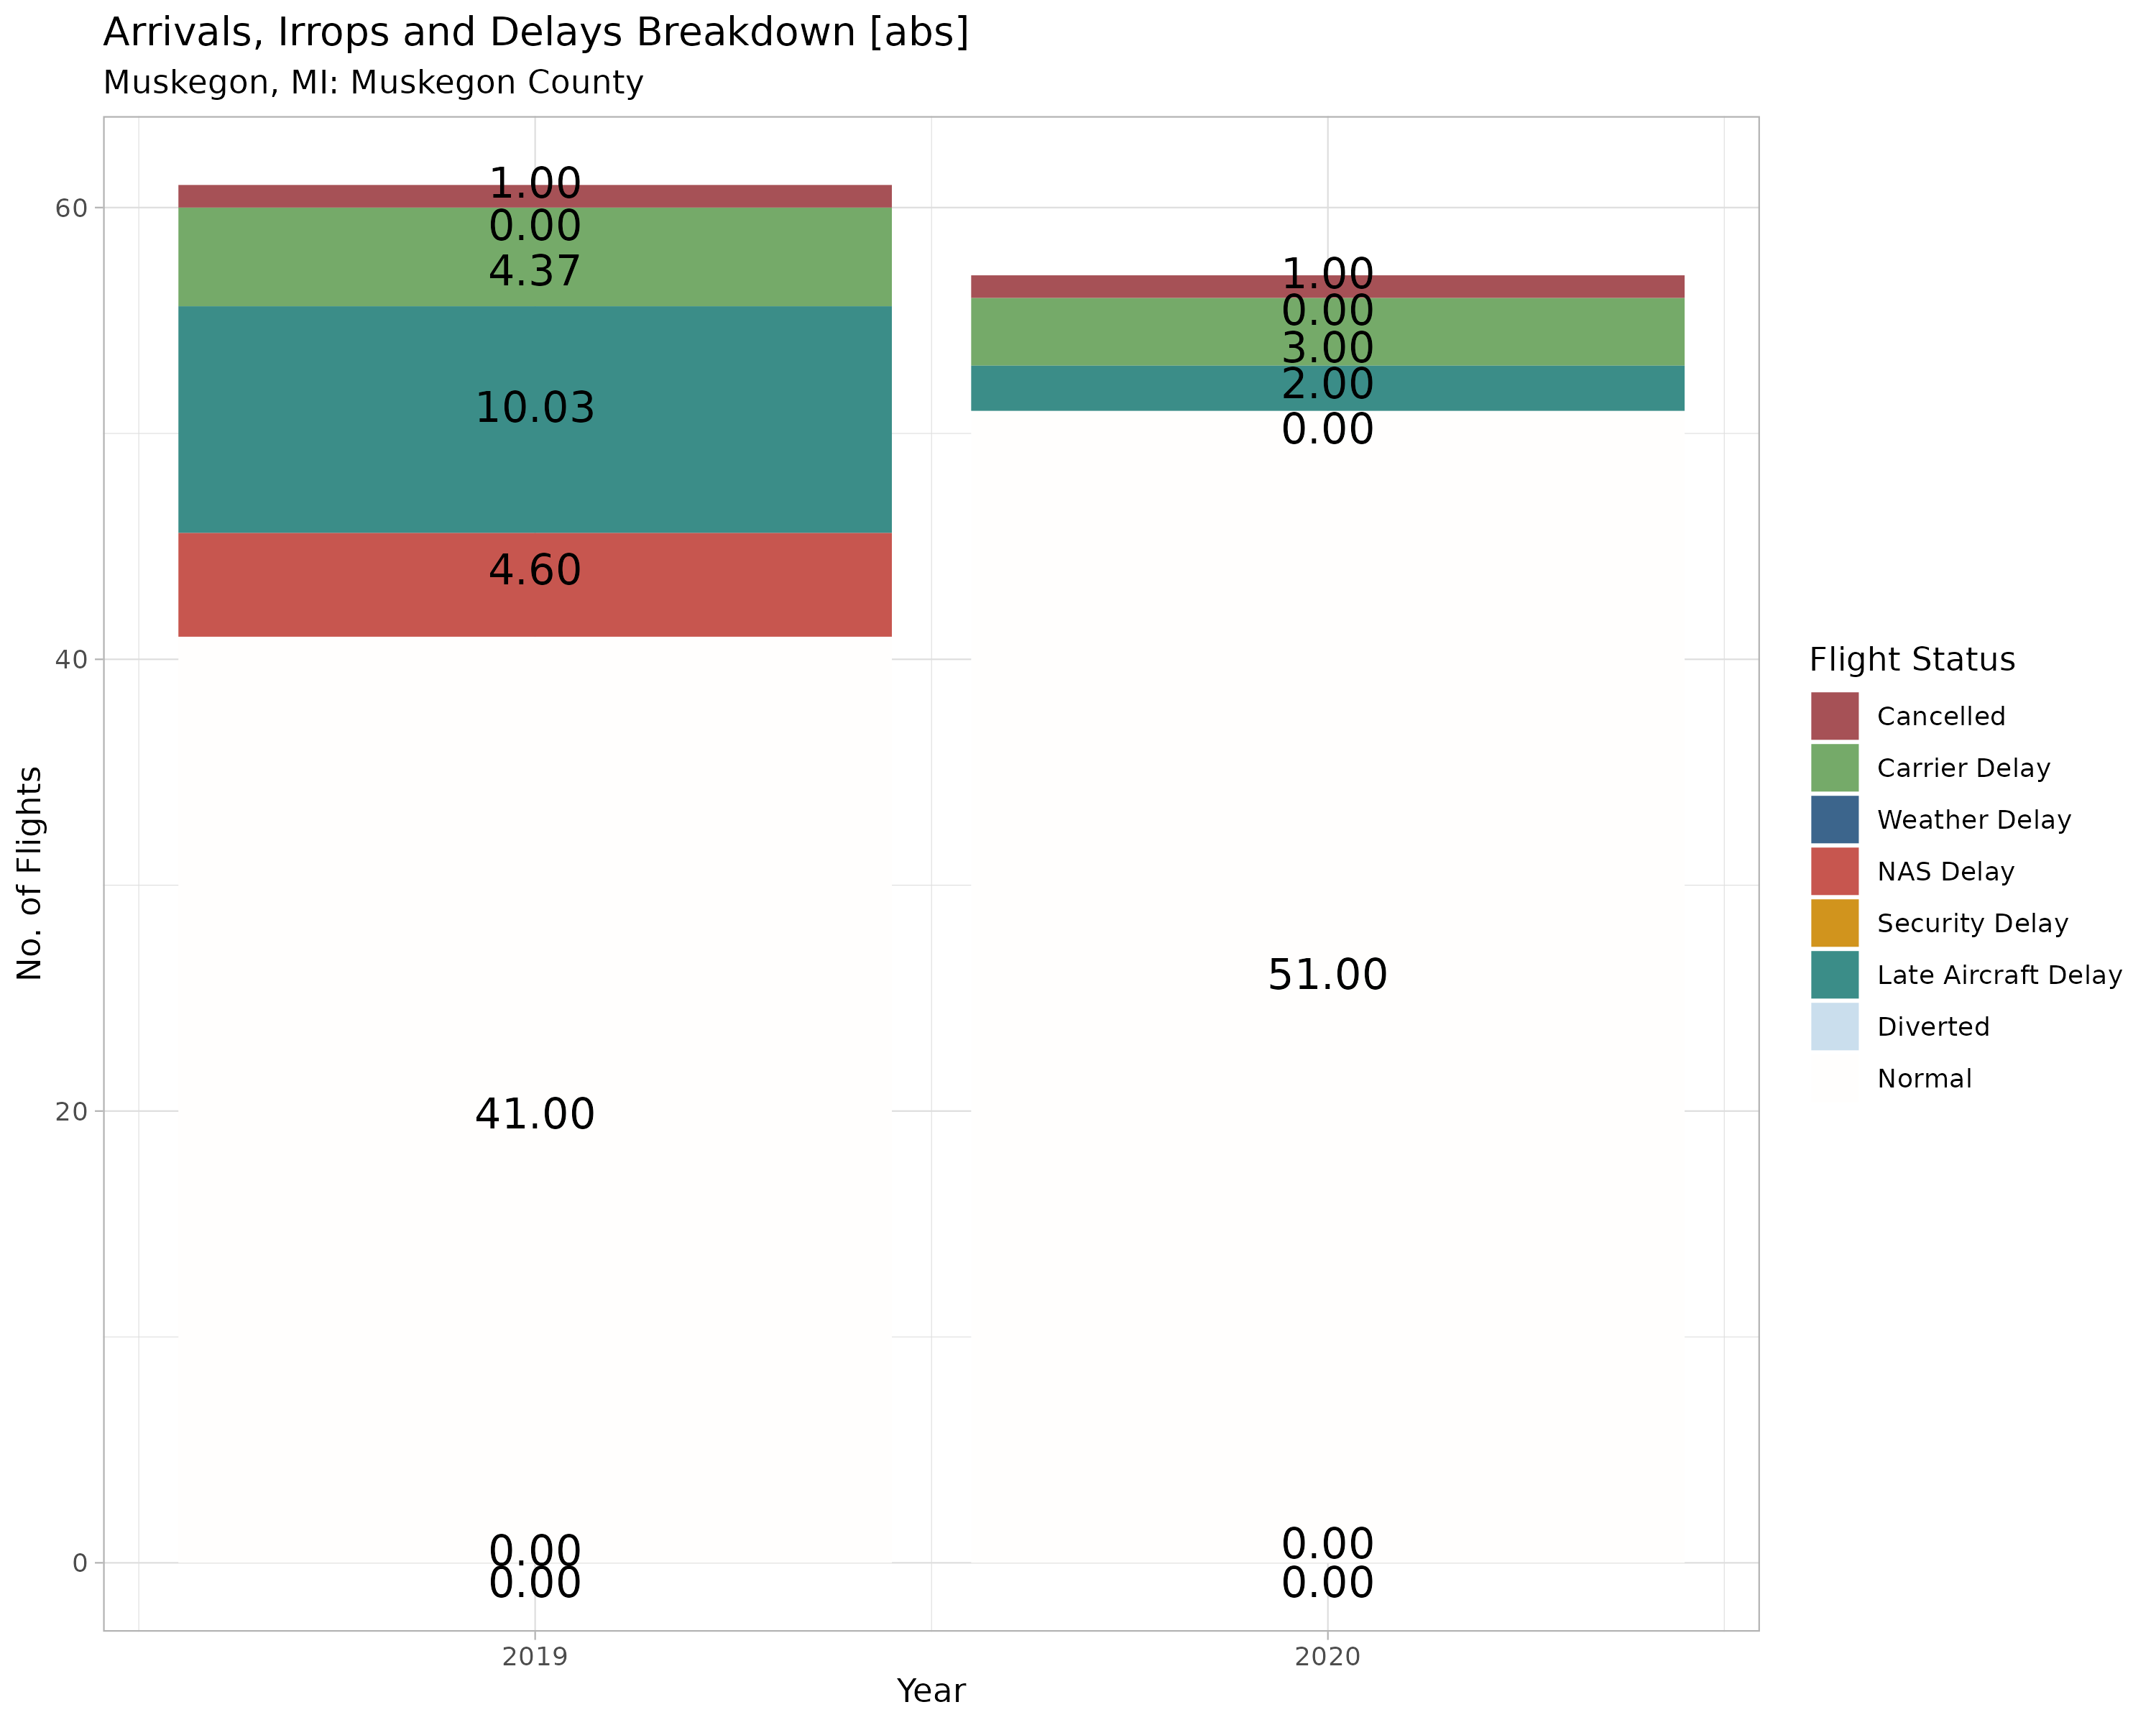 Arrivals, Irrops and Delays Breakdown [abs]
Muskegon, MI: Muskegon County
No. of Flights
60
40
20
0
1.00
0.00
4.37
10.03
4.60
41.00
0.00
0.00
1.00
0.00
3.00
2.00
0.00
51.00
0.00
0.00
2019
2020
Year
Flight Status
Cancelled
Carrier Delay
Weather Delay
NAS Delay
Security Delay
Late Aircraft Delay
Diverted
Normal